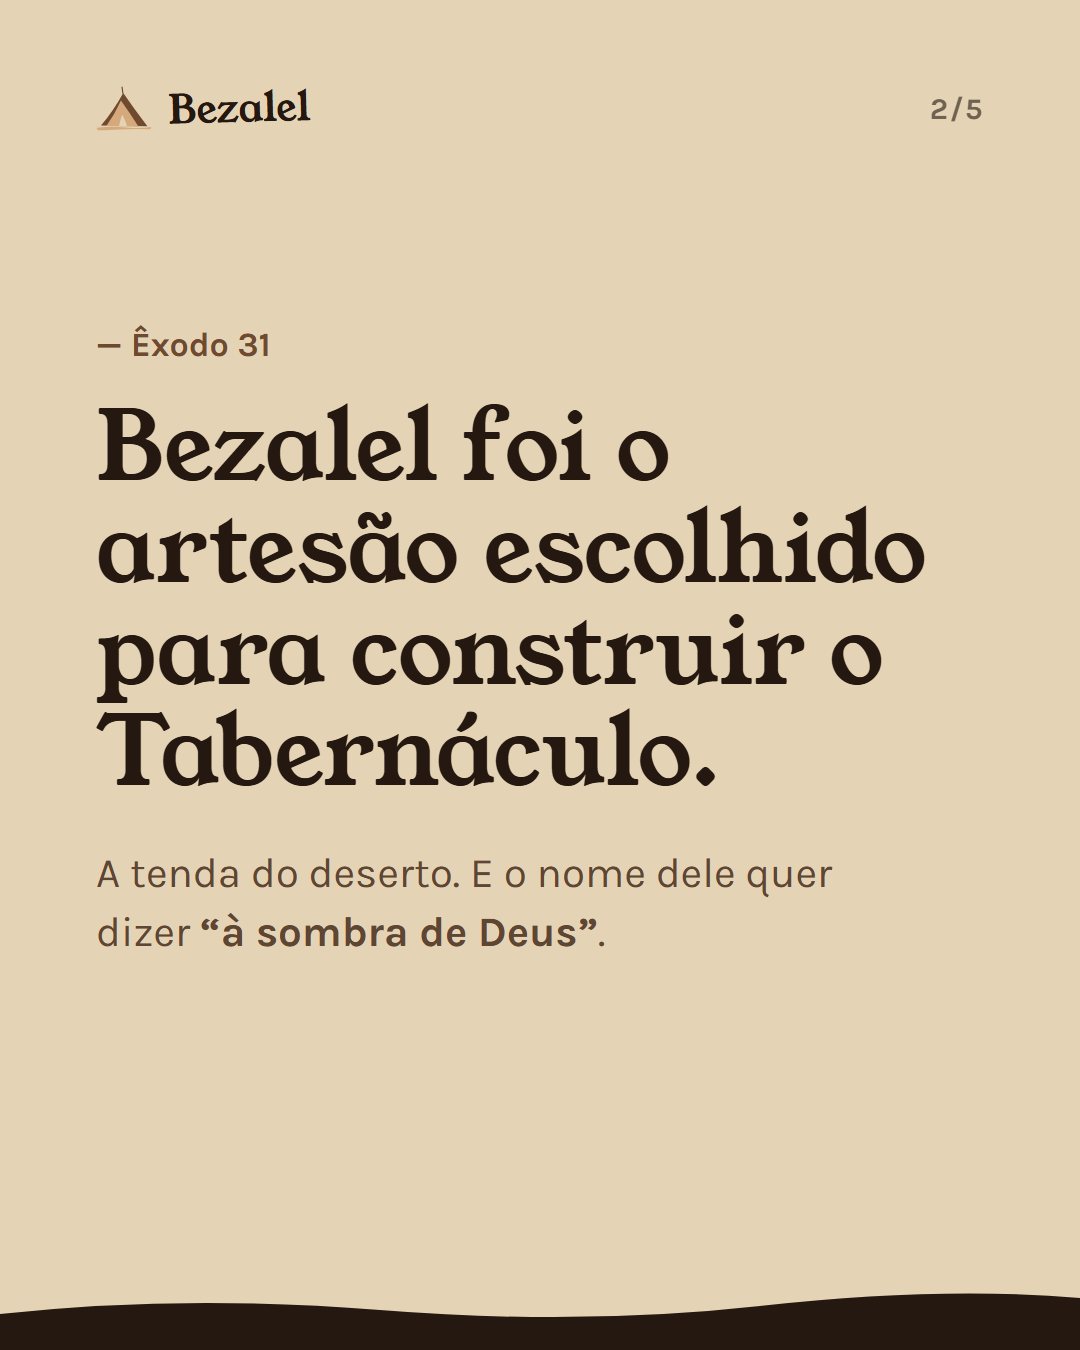 Bezalel
2/5
– Êxodo 31
Bezalel foi o
artesão escolhido
para construir o
Tabernáculo.
A tenda do deserto. E o nome dele quer
dizer “à sombra de Deus”.